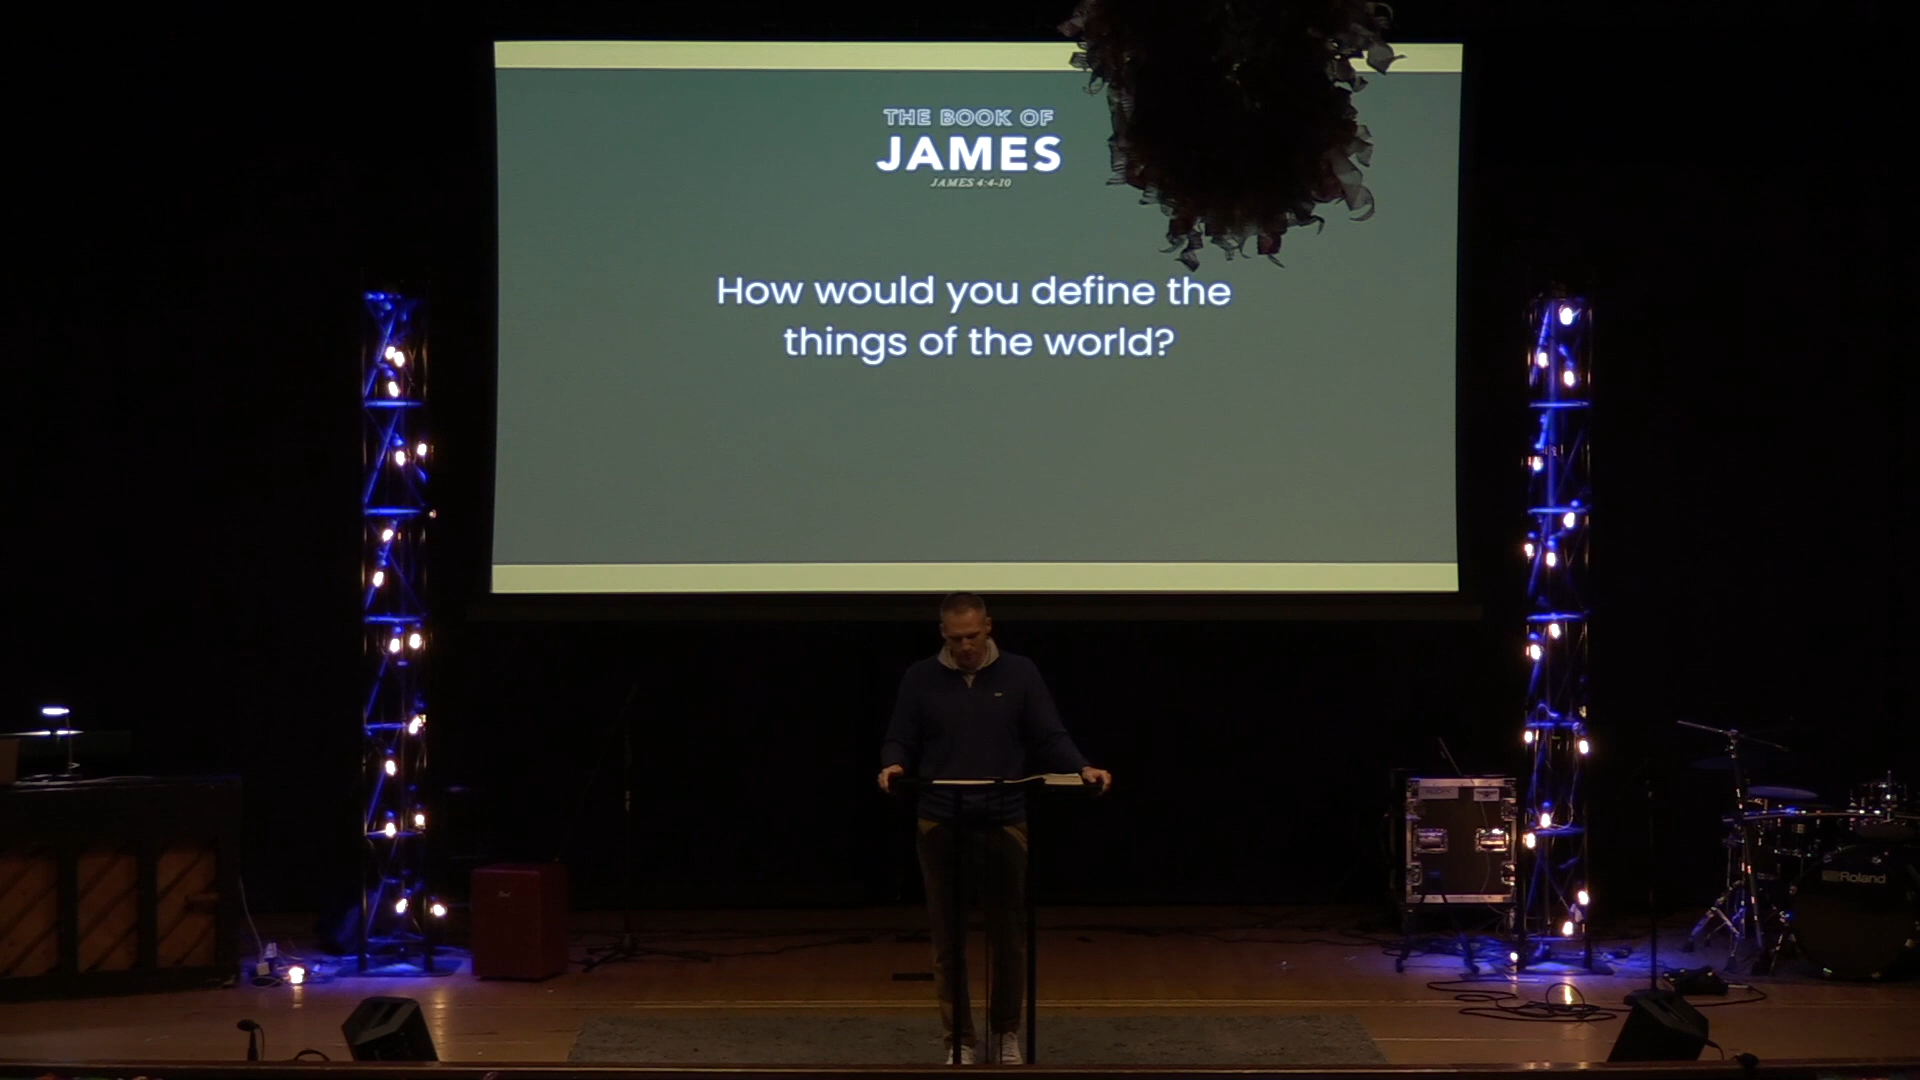 THE BOOK OF
JAMES
JAMES 4:4-10
How would you define the
things of the world?
Roland